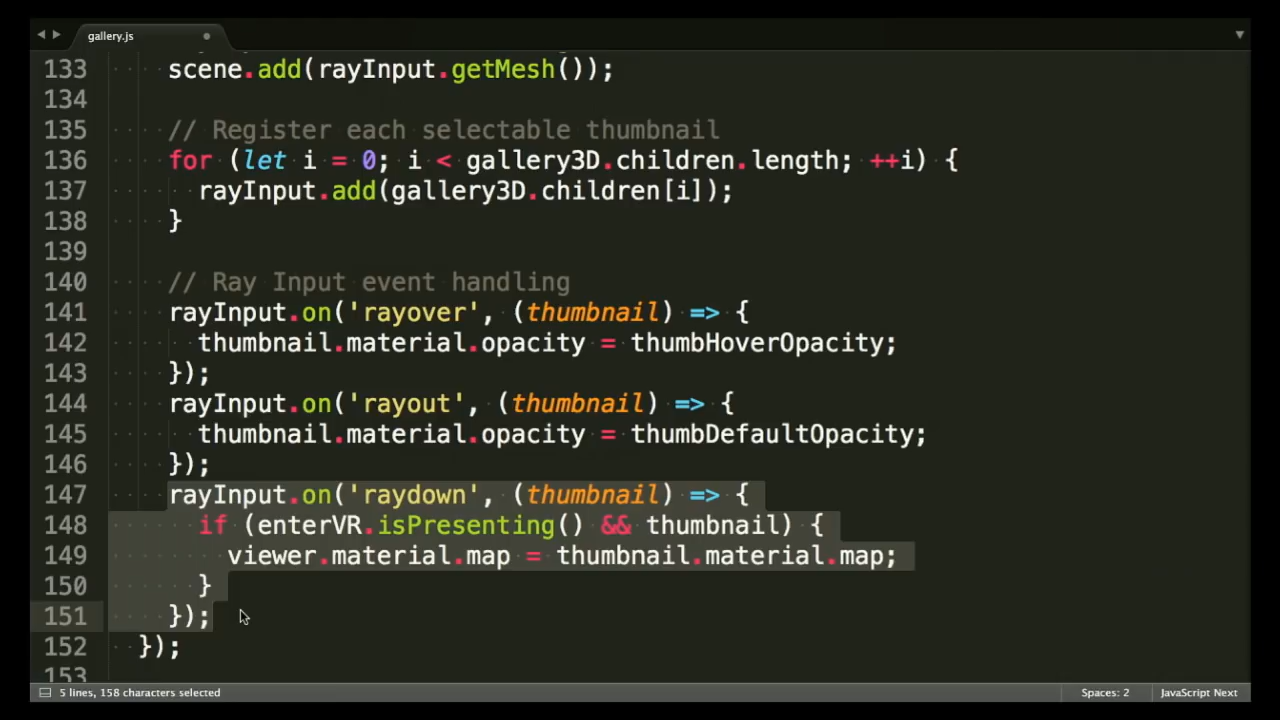 gallery.js
133 scene.add(rayInput.getMesh());
134
135 // Register each selectable thumbnail
136 for (let i = 0; i < gallery3D.children.length; ++i) {
137 rayInput.add(gallery3D.children[i]);
138 }
139
140 // Ray Input event handling
141 rayInput.on('rayover', (thumbnail) => {
142 thumbnail.material.opacity = thumbHoverOpacity;
143 });
144 rayInput.on('rayout', (thumbnail) => {
145 thumbnail.material.opacity = thumbDefaultOpacity;
146 });
147 rayInput.on('raydown', (thumbnail) => {
148 if (enterVR.isPresenting() && thumbnail) {
149 viewer.material.map = thumbnail.material.map;
150 }
151 });
152 });
153
5 lines, 158 characters selected
Spaces: 2
JavaScript Next